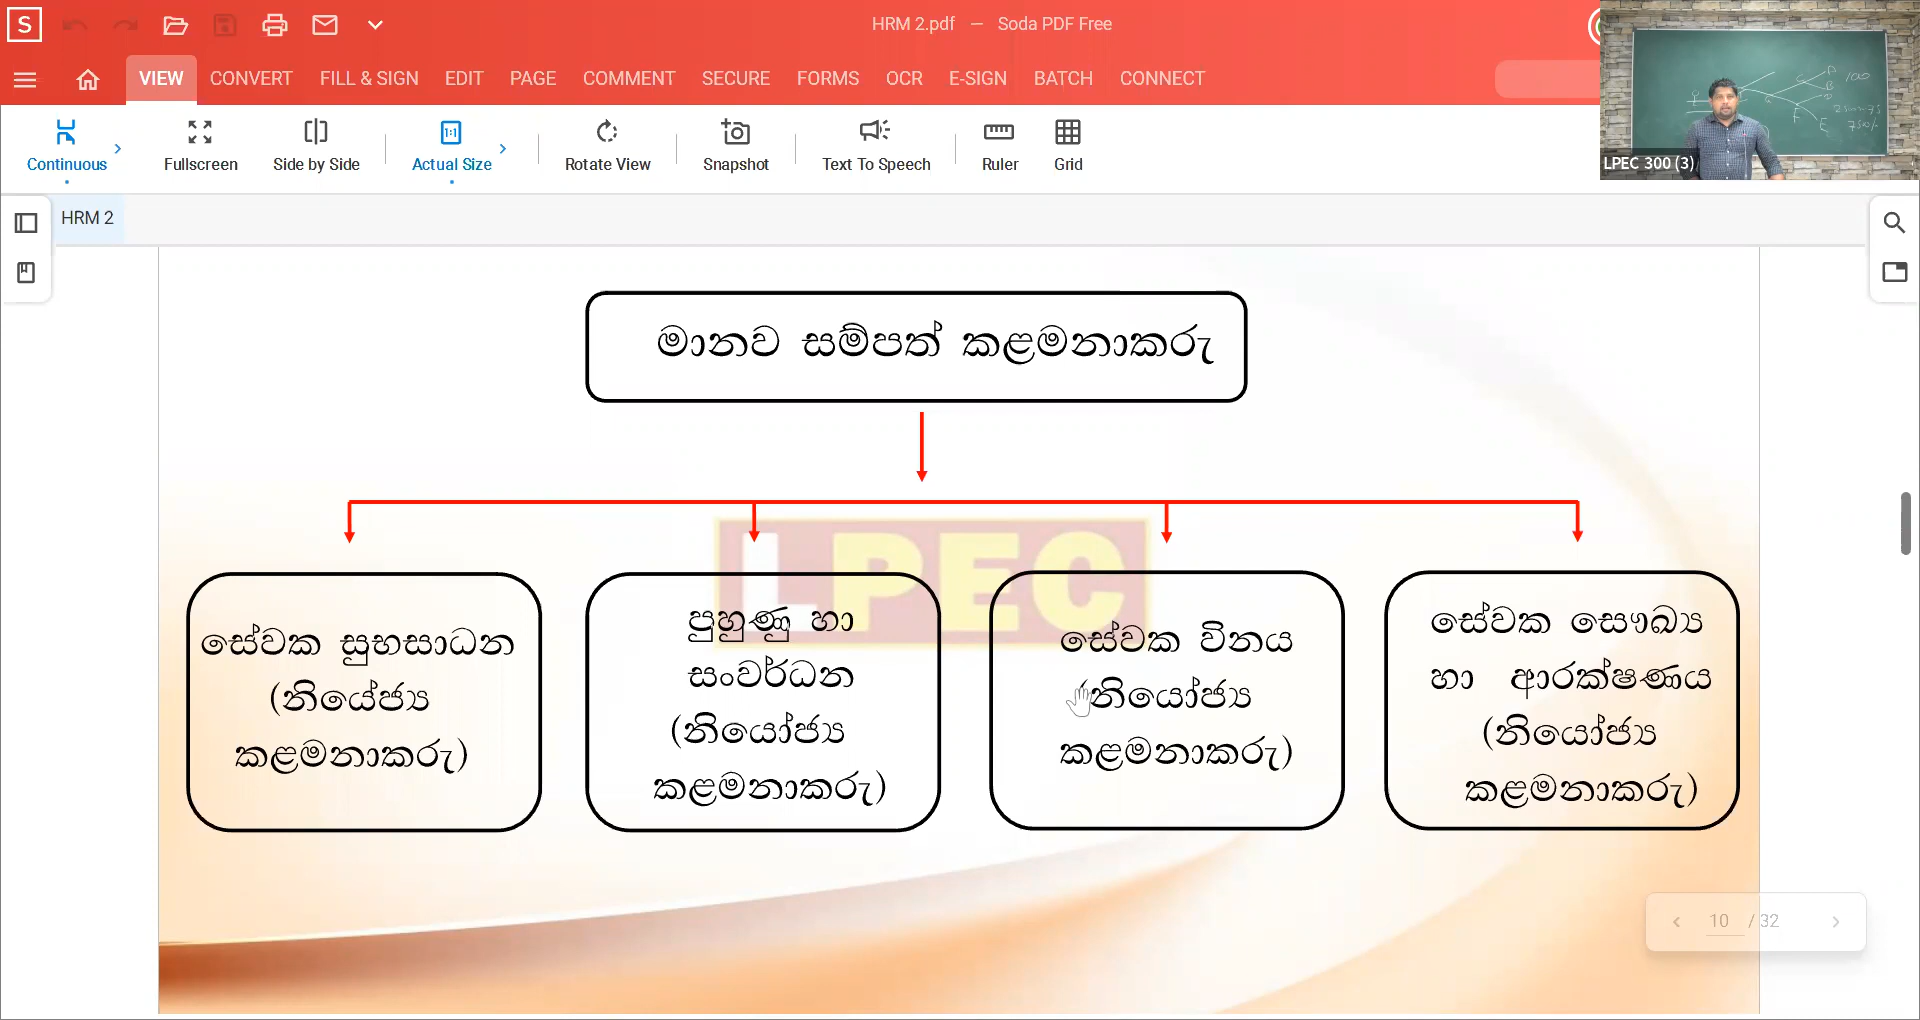 S
HRM 2.pdf — Soda PDF Free
VIEW CONVERT FILL & SIGN EDIT PAGE COMMENT SECURE FORMS OCR E-SIGN BATCH CONNECT
Continuous Fullscreen Side by Side Actual Size Rotate View Snapshot Text To Speech Ruler Grid
1:1
LPEC 300 (3)
HRM 2
මානව සම්පත් කළමනාකරු
LPEC
සේවක සුභසාධන
(නියේජ්‍ය
කළමනාකරු)
පුහුණු හා
සංවර්ධන
(නියෝජ්‍ය
කළමනාකරු)
සේවක විනය
(නියෝජ්‍ය
කළමනාකරු)
සේවක සෞඛ්‍ය
හා ආරක්ෂණය
(නියෝජ්‍ය
කළමනාකරු)
10 / 32